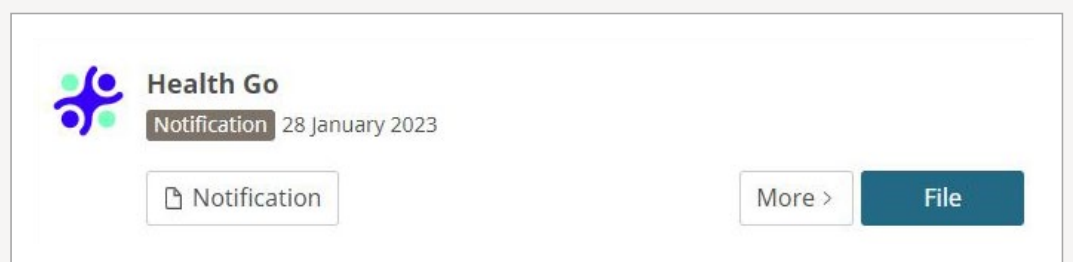 Health Go
Notification 28 January 2023
Notification
More >
File